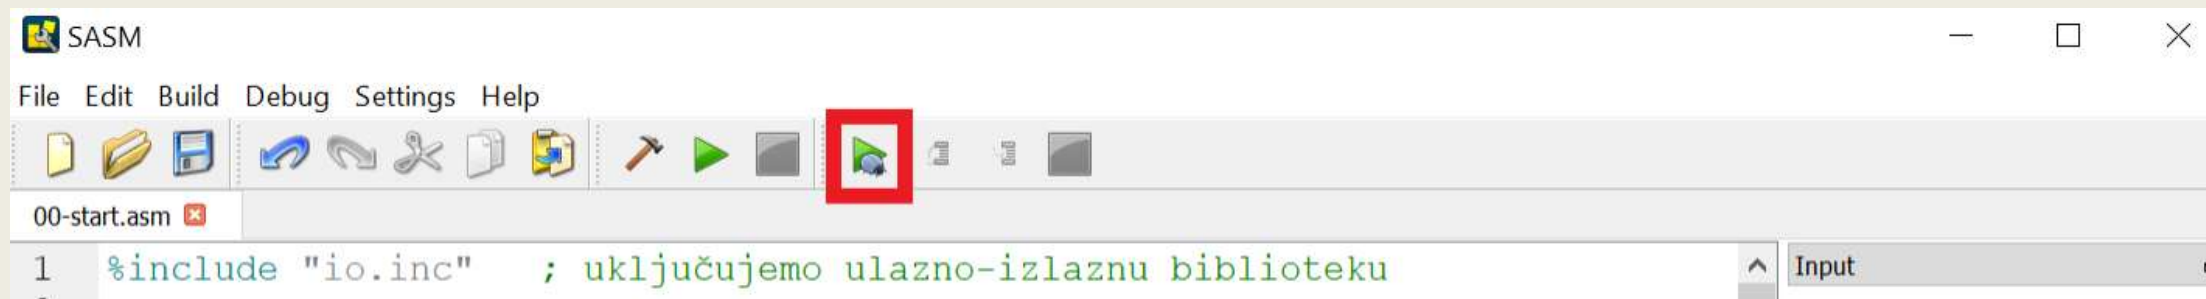 SASM
File Edit Build Debug Settings Help
00-start.asm
1 %include "io.inc" ; uključujemo ulazno-izlaznu biblioteku
Input